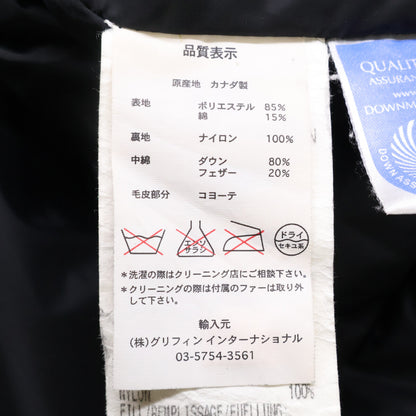 品質表示
原産地 カナダ製
表地 ポリエステル 85%
綿 15%
裏地 ナイロン 100%
中綿 ダウン 80%
フェザー 20%
毛皮部分 コヨーテ
エンソ
サラシ
ドライ
セキユ系
＊洗濯の際はクリーニング店にご相談下さい。
＊クリーニングの際は付属のファーは取り外
して下さい。
輸入元
(株)グリフィン インターナショナル
03-5754-3561
NYLON 100%
FILL/REMPLISSAGE/FUELLUNG
QUALIT
ASSURA
www
DOWNM
DOWN ASS